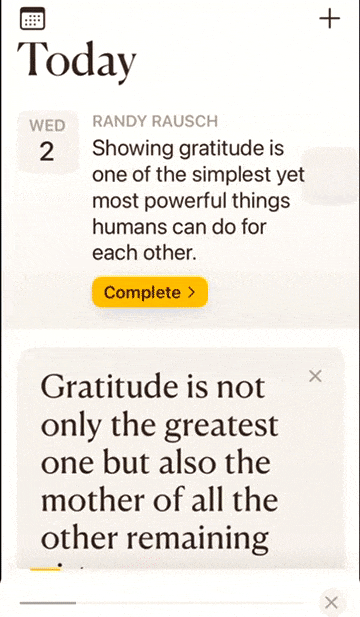 Today
WED
2
RANDY RAUSCH
Showing gratitude is
one of the simplest yet
most powerful things
humans can do for
each other.
Complete
Gratitude is not
only the greatest
one but also the
mother of all the
other remaining